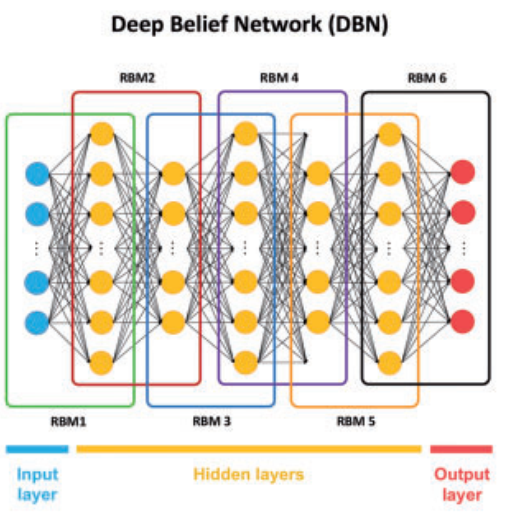 Deep Belief Network (DBN)
RBM2
RBM 4
RBM 6
RBM1
RBM 3
RBM 5
Input
layer
Hidden layers
Output
layer